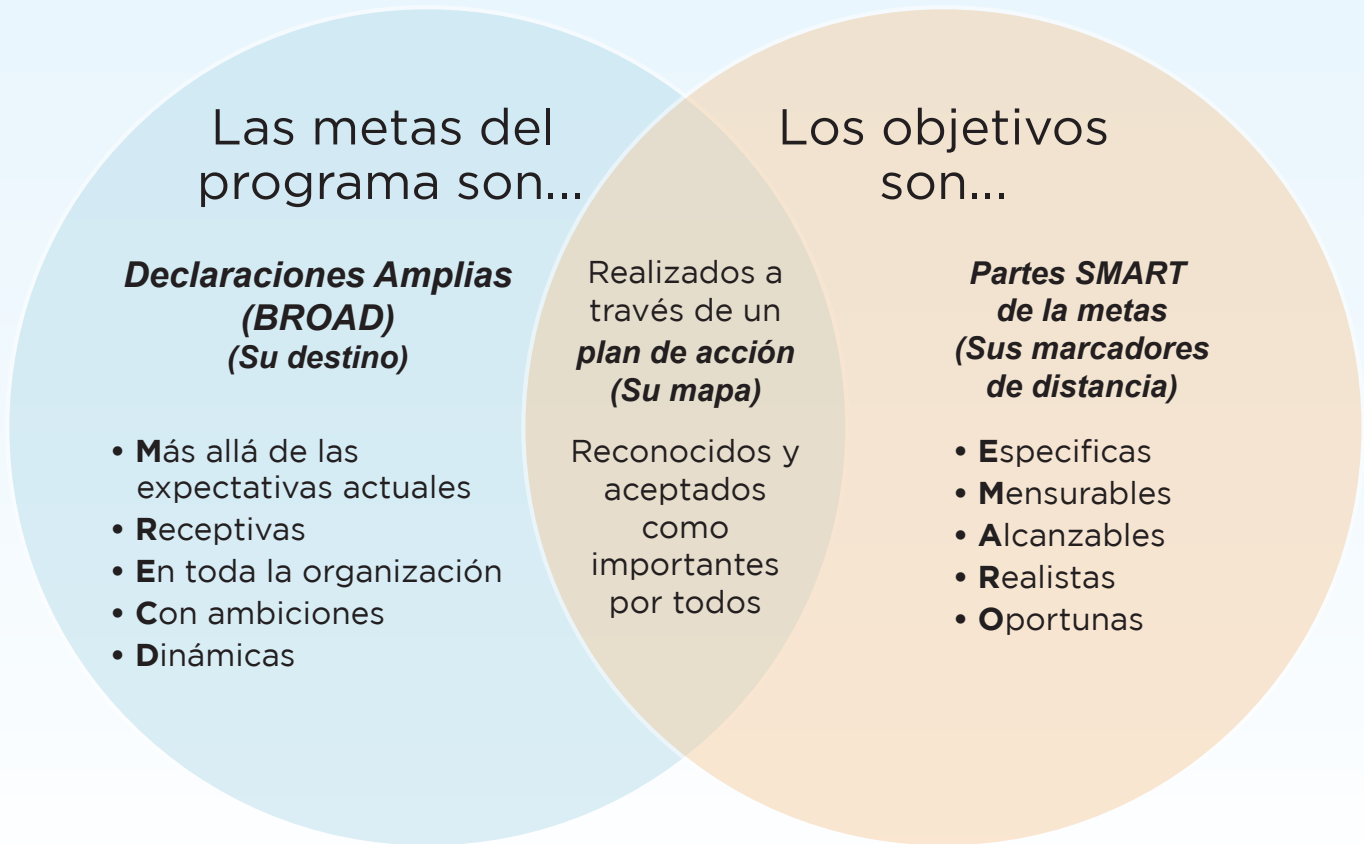 Las metas del
programa son...
Declaraciones Amplias
(BROAD)
(Su destino)
• Más allá de las
expectativas actuales
• Receptivas
• En toda la organización
• Con ambiciones
• Dinámicas
Realizados a
través de un
plan de acción
(Su mapa)
Reconocidos y
aceptados
como
importantes
por todos
Los objetivos
son...
Partes SMART
de la metas
(Sus marcadores
de distancia)
• Especificas
• Mensurables
• Alcanzables
• Realistas
• Oportunas